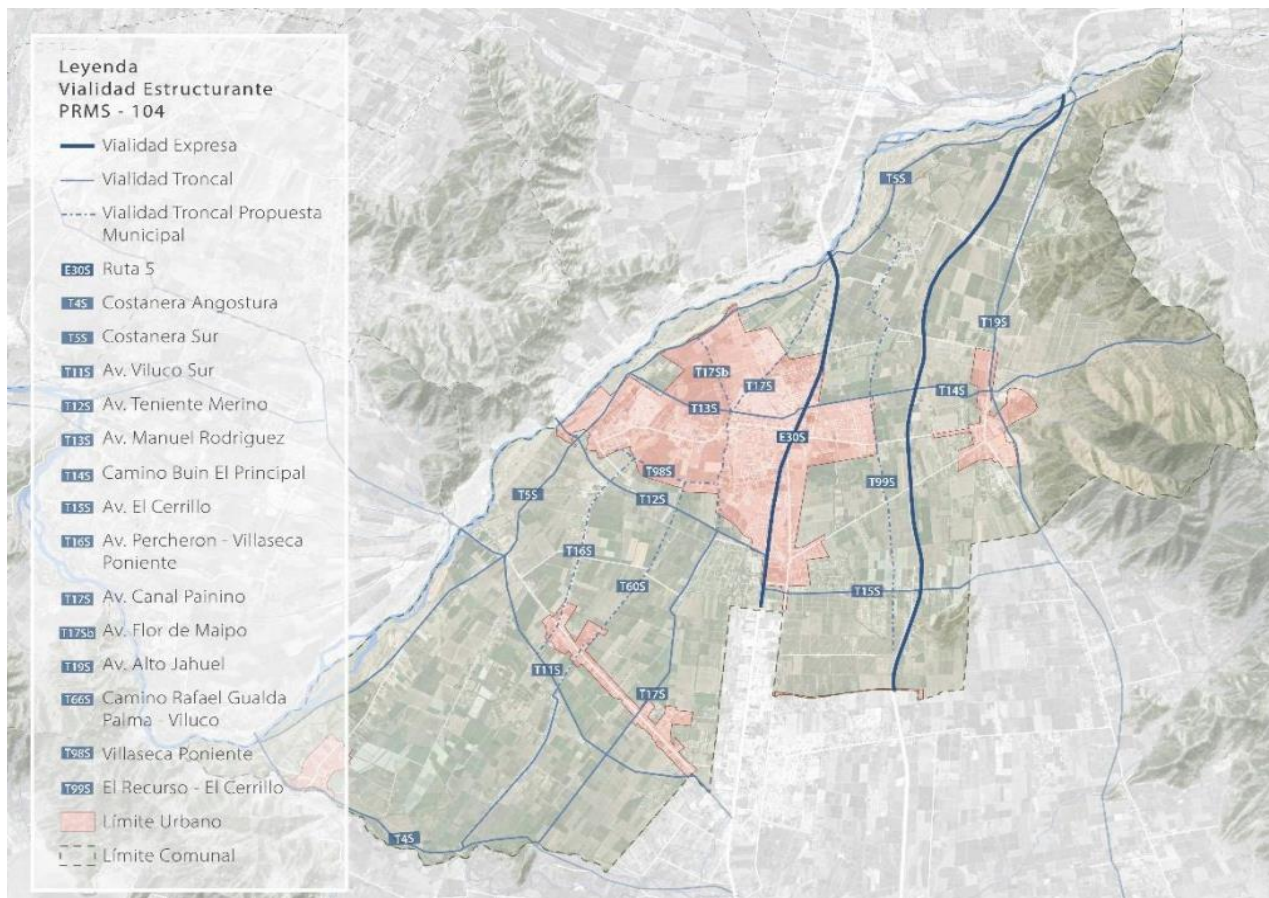 Leyenda
Vialidad Estructurante
PRMS - 104
Vialidad Expresa
Vialidad Troncal
Vialidad Troncal Propuesta
Municipal
E30S Ruta 5
T4S Costanera Angostura
T5S Costanera Sur
T11S Av. Viluco Sur
T12S Av. Teniente Merino
T13S Av. Manuel Rodriguez
T14S Camino Buin El Principal
T15S Av. El Cerrillo
T16S Av. Percheron - Villaseca
Poniente
T17S Av. Canal Painino
T17Sb Av. Flor de Maipo
T19S Av. Alto Jahuel
T66S Camino Rafael Gualda
Palma - Viluco
T98S Villaseca Poniente
T99S El Recurso - El Cerrillo
Límite Urbano
Límite Comunal
T5S
T19S
T17Sb
T17S
T14S
T13S
E30S
T98S
T99S
T5S
T12S
T16S
T60S
T15S
T11S
T17S
T4S